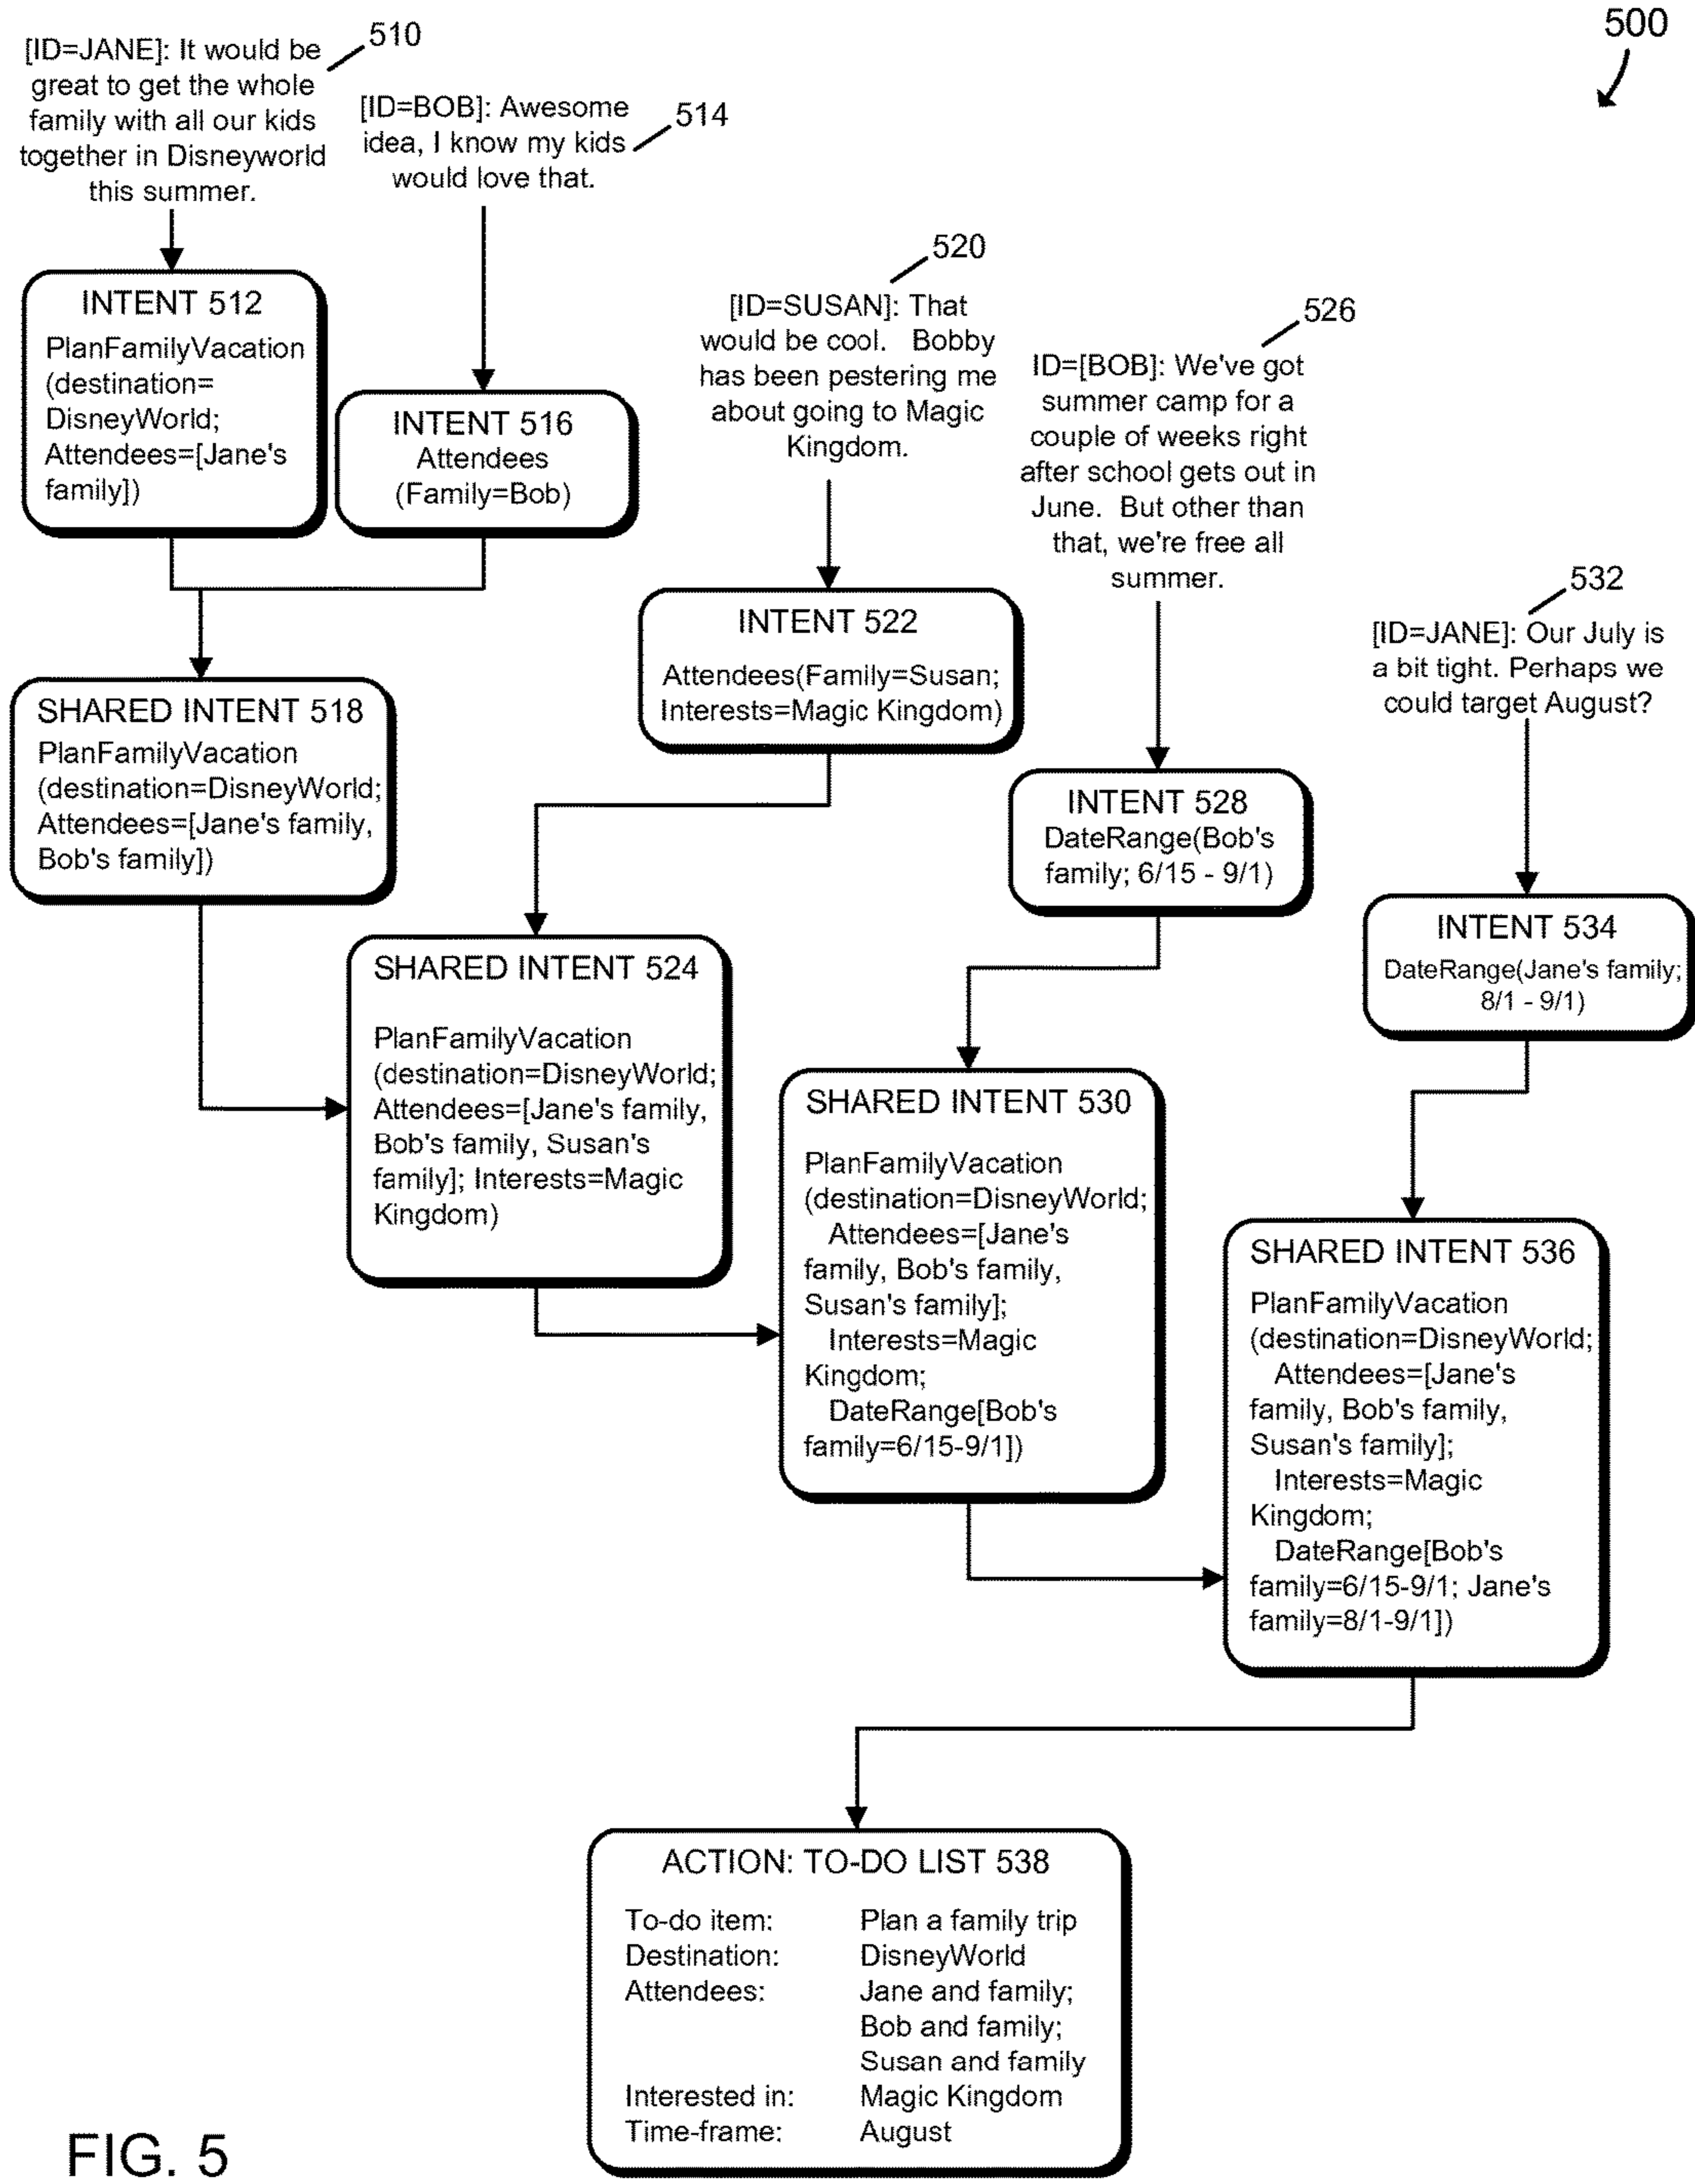 500
[ID=JANE]: It would be
great to get the whole
family with all our kids
together in Disneyworld
this summer.
510
[ID=BOB]: Awesome
idea, I know my kids
would love that.
514
INTENT 512
PlanFamilyVacation
(destination=
DisneyWorld;
Attendees=[Jane's
family])
INTENT 516
Attendees
(Family=Bob)
520
[ID=SUSAN]: That
would be cool. Bobby
has been pestering me
about going to Magic
Kingdom.
526
ID=[BOB]: We've got
summer camp for a
couple of weeks right
after school gets out in
June. But other than
that, we're free all
summer.
532
[ID=JANE]: Our July is
a bit tight. Perhaps we
could target August?
INTENT 522
Attendees(Family=Susan;
Interests=Magic Kingdom)
SHARED INTENT 518
PlanFamilyVacation
(destination=DisneyWorld;
Attendees=[Jane's family,
Bob's family])
INTENT 528
DateRange(Bob's
family; 6/15 - 9/1)
INTENT 534
DateRange(Jane's family;
8/1 - 9/1)
SHARED INTENT 524
PlanFamilyVacation
(destination=DisneyWorld;
Attendees=[Jane's family,
Bob's family, Susan's
family]; Interests=Magic
Kingdom)
SHARED INTENT 530
PlanFamilyVacation
(destination=DisneyWorld;
Attendees=[Jane's
family, Bob's family,
Susan's family];
Interests=Magic
Kingdom;
DateRange[Bob's
family=6/15-9/1])
SHARED INTENT 536
PlanFamilyVacation
(destination=DisneyWorld;
Attendees=[Jane's
family, Bob's family,
Susan's family];
Interests=Magic
Kingdom;
DateRange[Bob's
family=6/15-9/1; Jane's
family=8/1-9/1])
ACTION: TO-DO LIST 538
To-do item: Plan a family trip
Destination: DisneyWorld
Attendees: Jane and family;
Bob and family;
Susan and family
Interested in: Magic Kingdom
Time-frame: August
FIG. 5